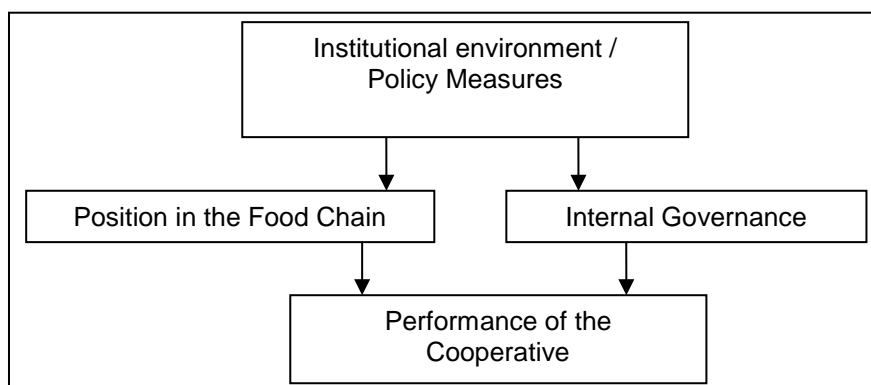 Institutional environment /
Policy Measures
Position in the Food Chain
Internal Governance
Performance of the
Cooperative